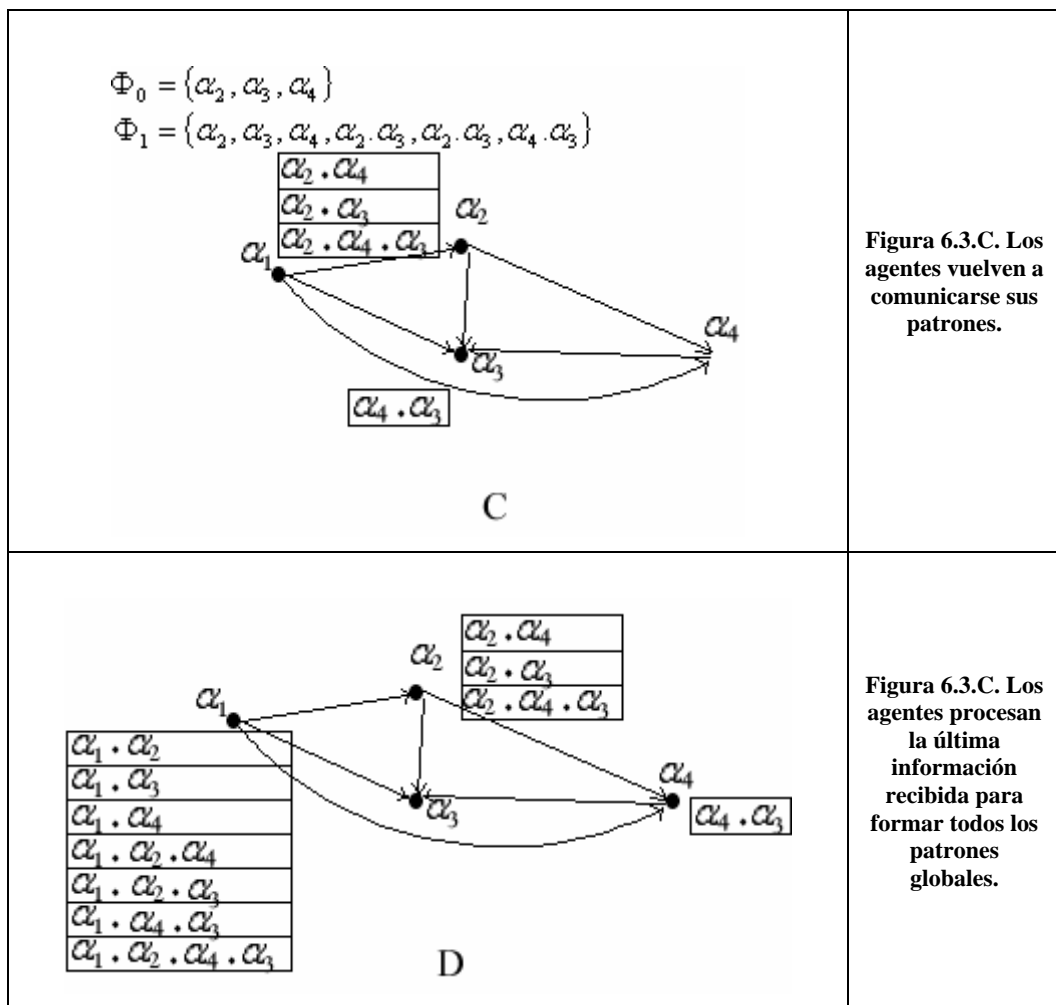 Φ₀ = {α₂, α₃, α₄}
Φ₁ = {α₂, α₃, α₄, α₂.α₃, α₂.α₃, α₄.α₃}
α₂ . α₄
α₂ . α₃
α₂ . α₄ . α₃
α₂
α₁
α₄
α₃
α₄ . α₃
C
Figura 6.3.C. Los
agentes vuelven a
comunicarse sus
patrones.
α₂ . α₄
α₂ . α₃
α₂ . α₄ . α₃
α₂
α₁
α₄
α₃
α₄ . α₃
α₁ . α₂
α₁ . α₃
α₁ . α₄
α₁ . α₂ . α₄
α₁ . α₂ . α₃
α₁ . α₄ . α₃
α₁ . α₂ . α₄ . α₃
D
Figura 6.3.C. Los
agentes procesan
la última
información
recibida para
formar todos los
patrones
globales.